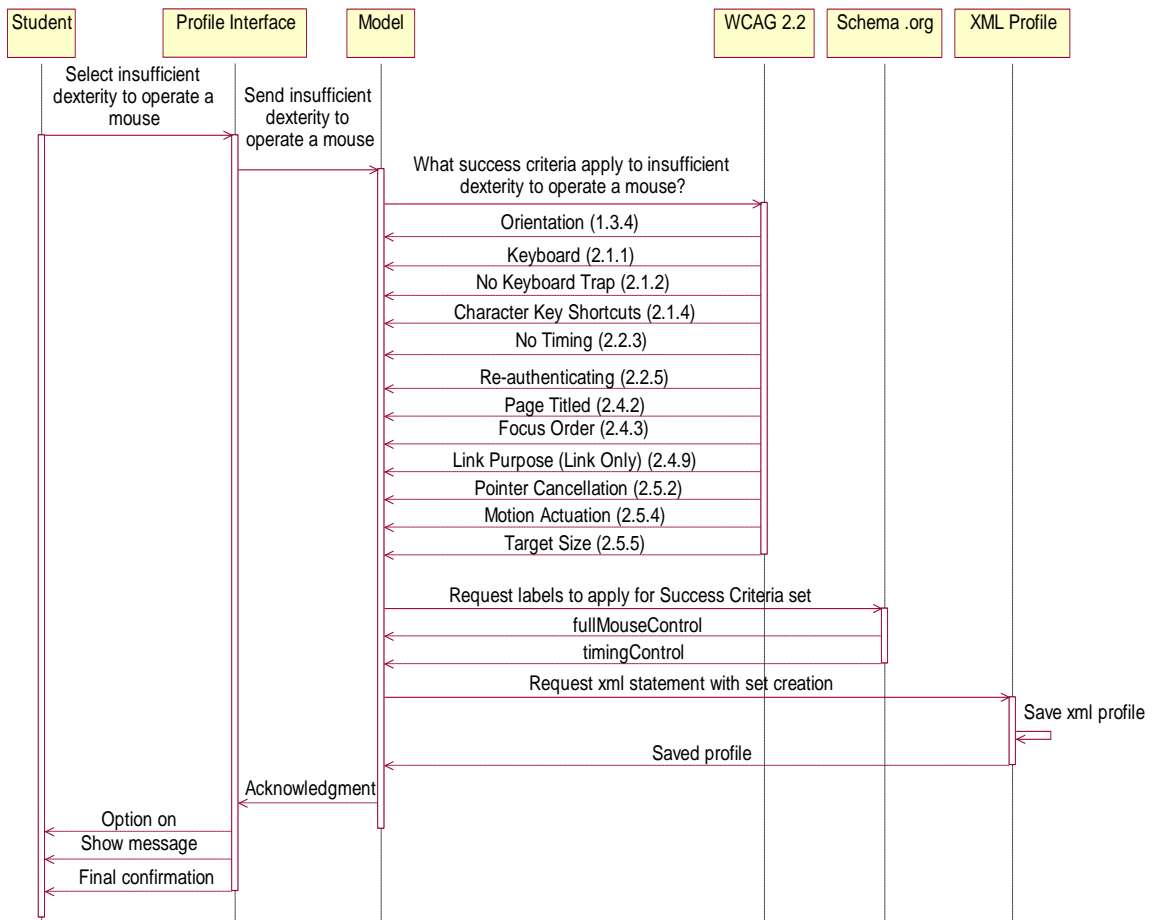 Student
Profile Interface
Model
WCAG 2.2
Schema .org
XML Profile
Select insufficient
dexterity to operate a
mouse
Send insufficient
dexterity to
operate a mouse
What success criteria apply to insufficient
dexterity to operate a mouse?
Orientation (1.3.4)
Keyboard (2.1.1)
No Keyboard Trap (2.1.2)
Character Key Shortcuts (2.1.4)
No Timing (2.2.3)
Re-authenticating (2.2.5)
Page Titled (2.4.2)
Focus Order (2.4.3)
Link Purpose (Link Only) (2.4.9)
Pointer Cancellation (2.5.2)
Motion Actuation (2.5.4)
Target Size (2.5.5)
Request labels to apply for Success Criteria set
fullMouseControl
timingControl
Request xml statement with set creation
Save xml profile
Saved profile
Acknowledgment
Option on
Show message
Final confirmation